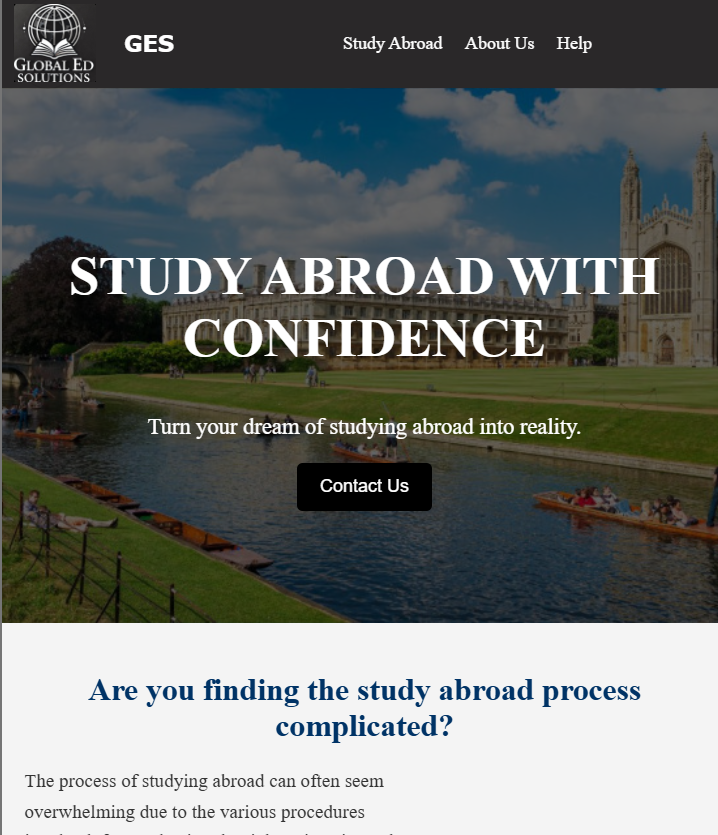 GLOBAL ED
SOLUTIONS
GES
Study Abroad
About Us
Help
STUDY ABROAD WITH
CONFIDENCE
Turn your dream of studying abroad into reality.
Contact Us
Are you finding the study abroad process
complicated?
The process of studying abroad can often seem
overwhelming due to the various procedures